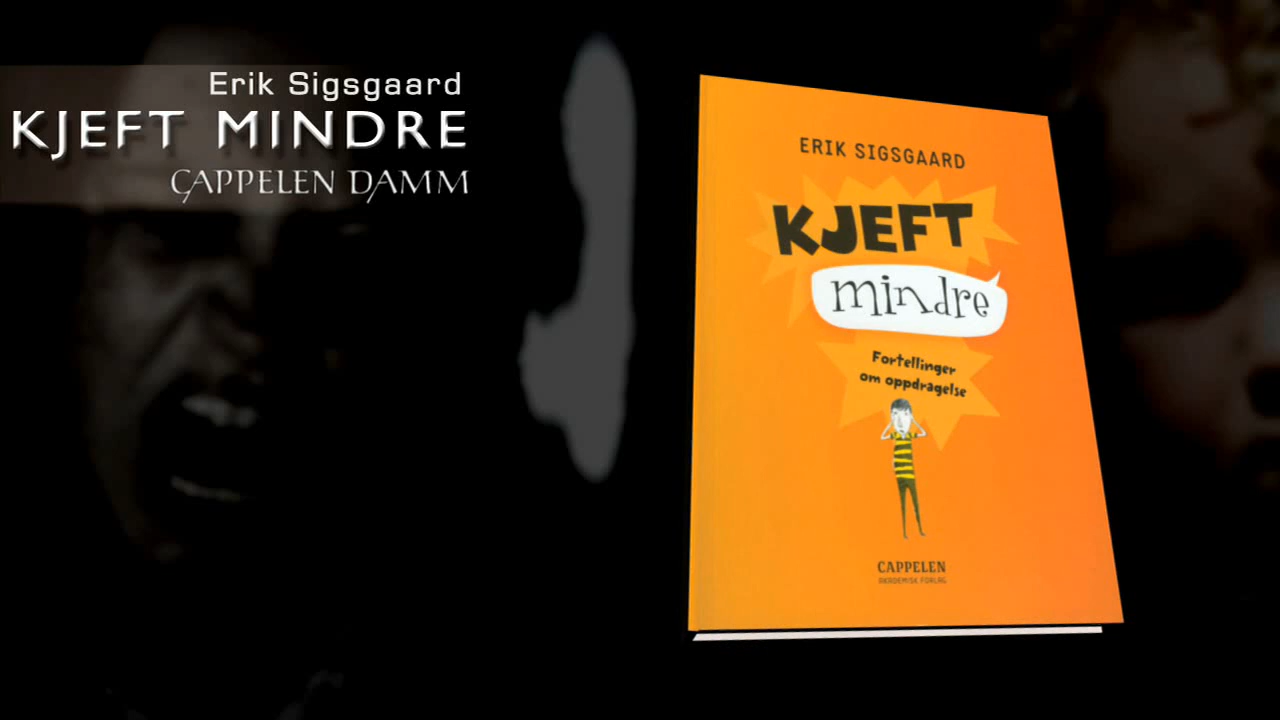 Erik Sigsgaard
KJEFT MINDRE
CAPPELEN DAMM
ERIK SIGSGAARD
KJEFT
mindre
Fortellinger
om oppdragelse
CAPPELEN
AKADEMISK FORLAG